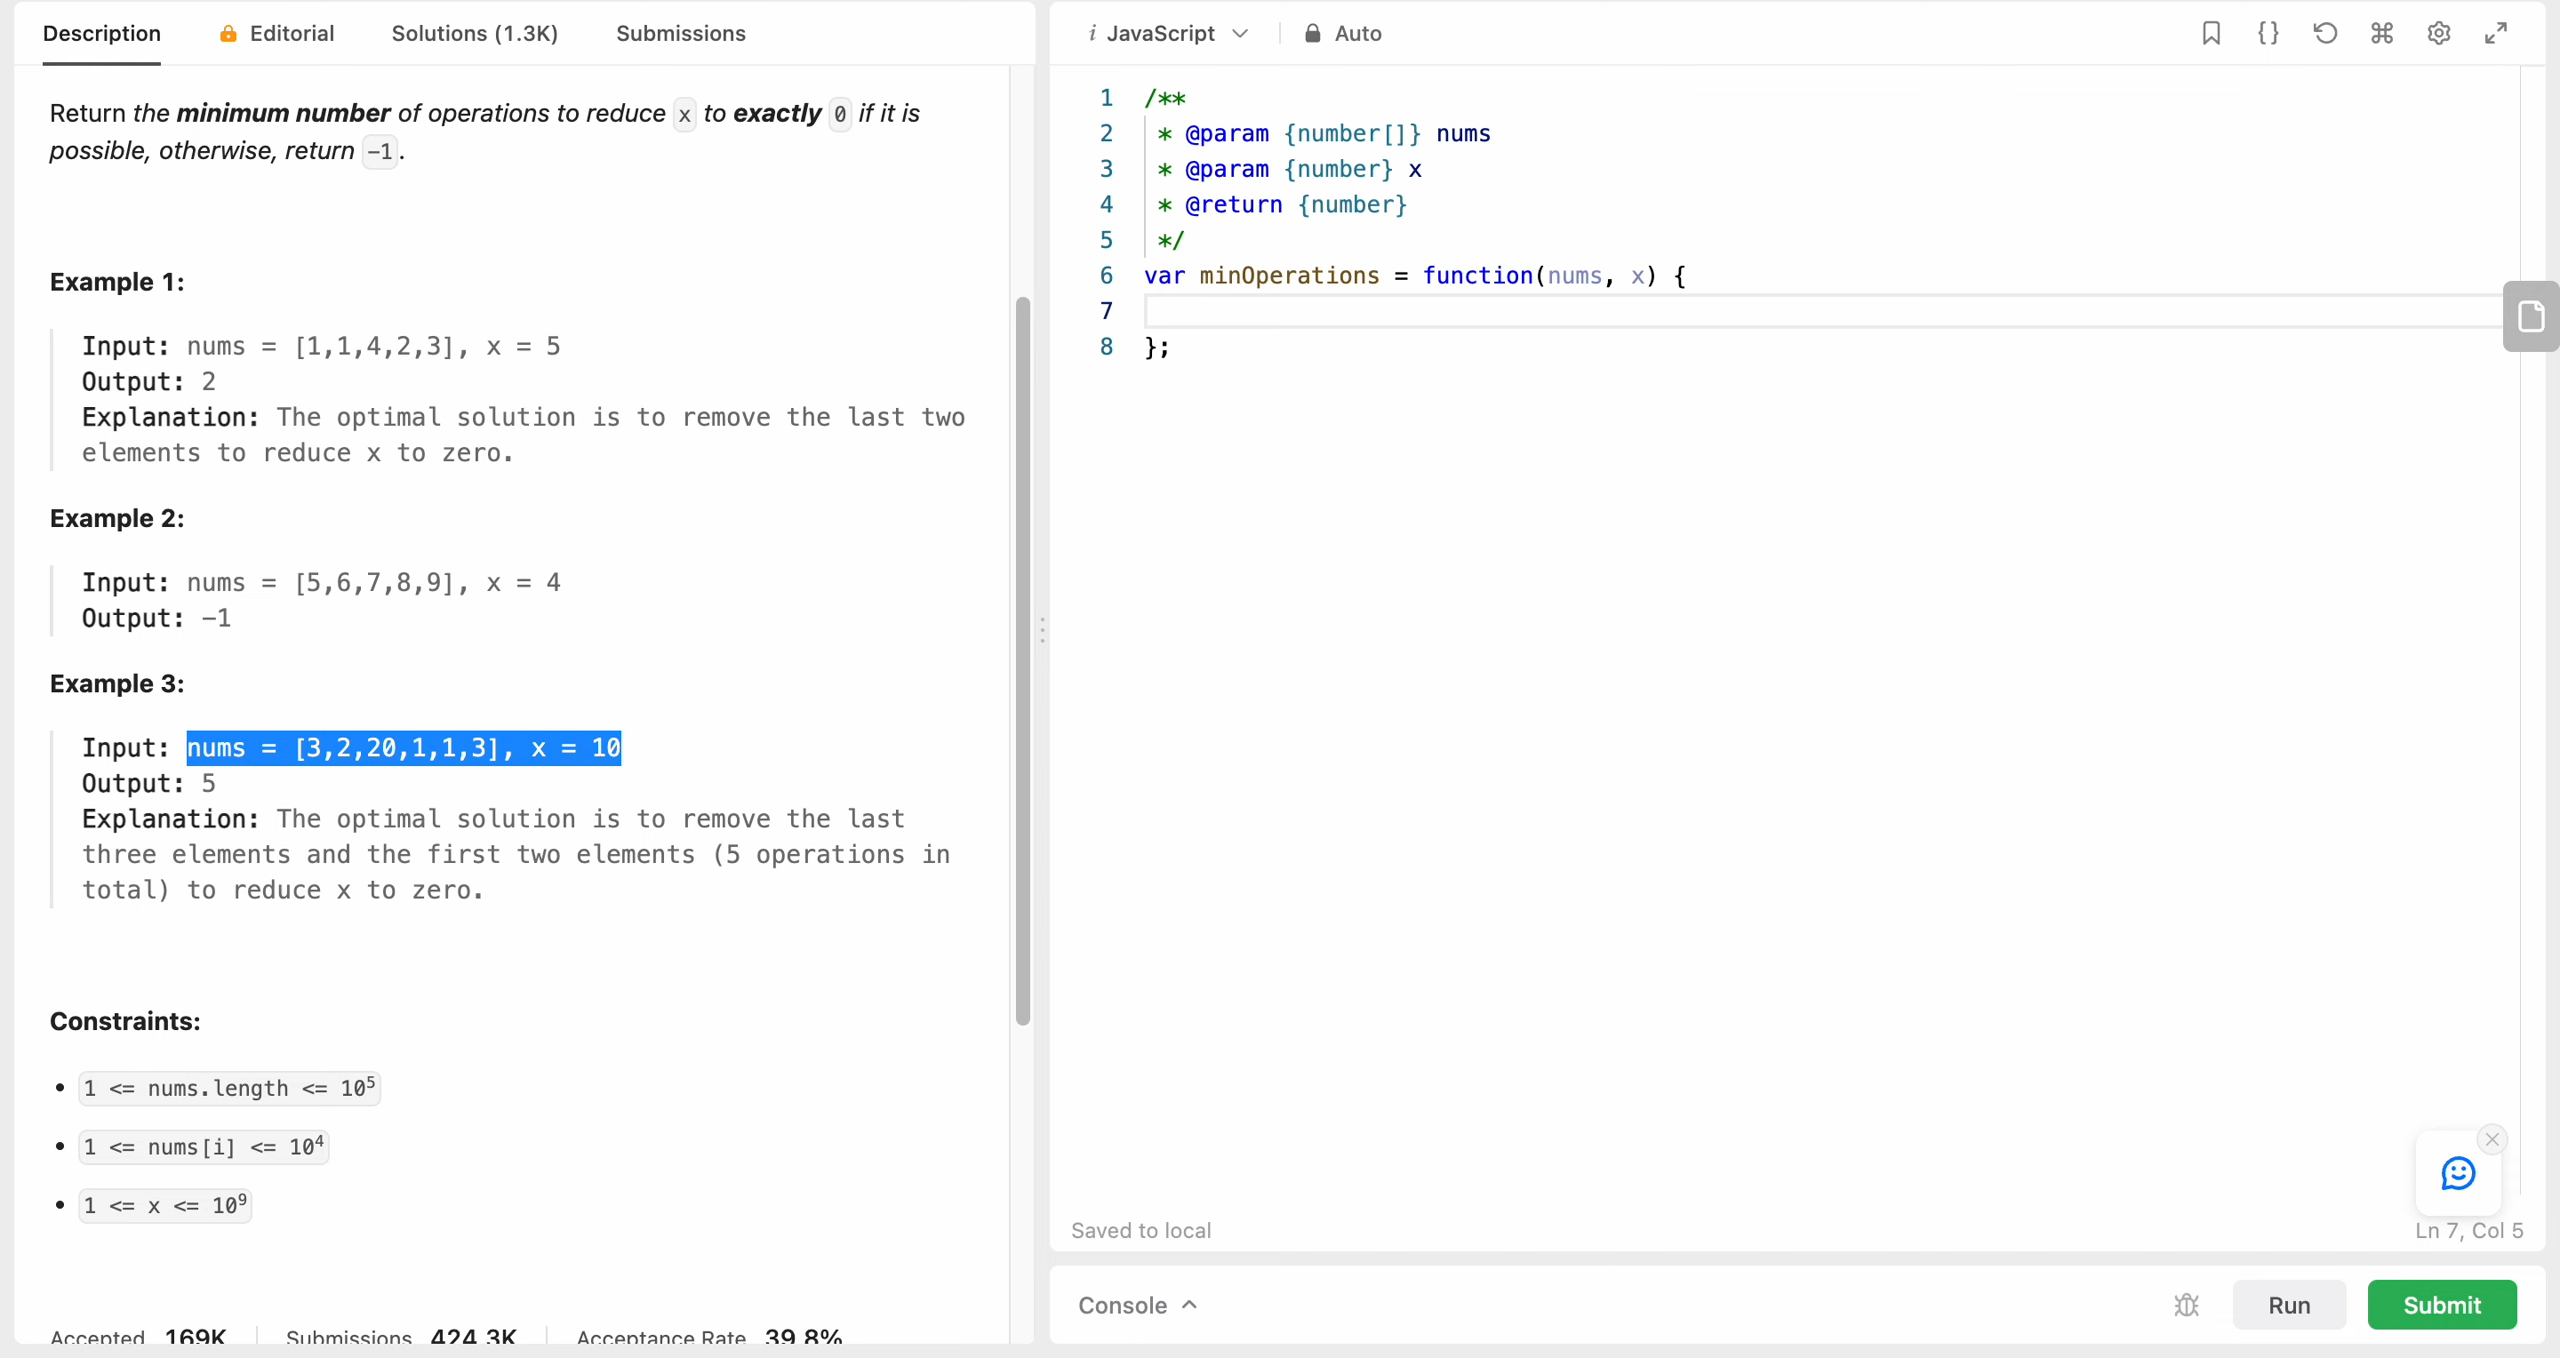 Description
Editorial
Solutions (1.3K)
Submissions
Return the minimum number of operations to reduce x to exactly 0 if it is
possible, otherwise, return -1.
Example 1:
Input: nums = [1,1,4,2,3], x = 5
Output: 2
Explanation: The optimal solution is to remove the last two
elements to reduce x to zero.
Example 2:
Input: nums = [5,6,7,8,9], x = 4
Output: -1
Example 3:
Input: nums = [3,2,20,1,1,3], x = 10
Output: 5
Explanation: The optimal solution is to remove the last
three elements and the first two elements (5 operations in
total) to reduce x to zero.
Constraints:
• 1 <= nums.length <= 10⁵
• 1 <= nums[i] <= 10⁴
• 1 <= x <= 10⁹
Accepted 169K | Submissions 424.3K | Acceptance Rate 39.8%
i JavaScript
Auto
1 /**
2 * @param {number[]} nums
3 * @param {number} x
4 * @return {number}
5 */
6 var minOperations = function(nums, x) {
7
8 };
Saved to local
Ln 7, Col 5
Console
Run
Submit